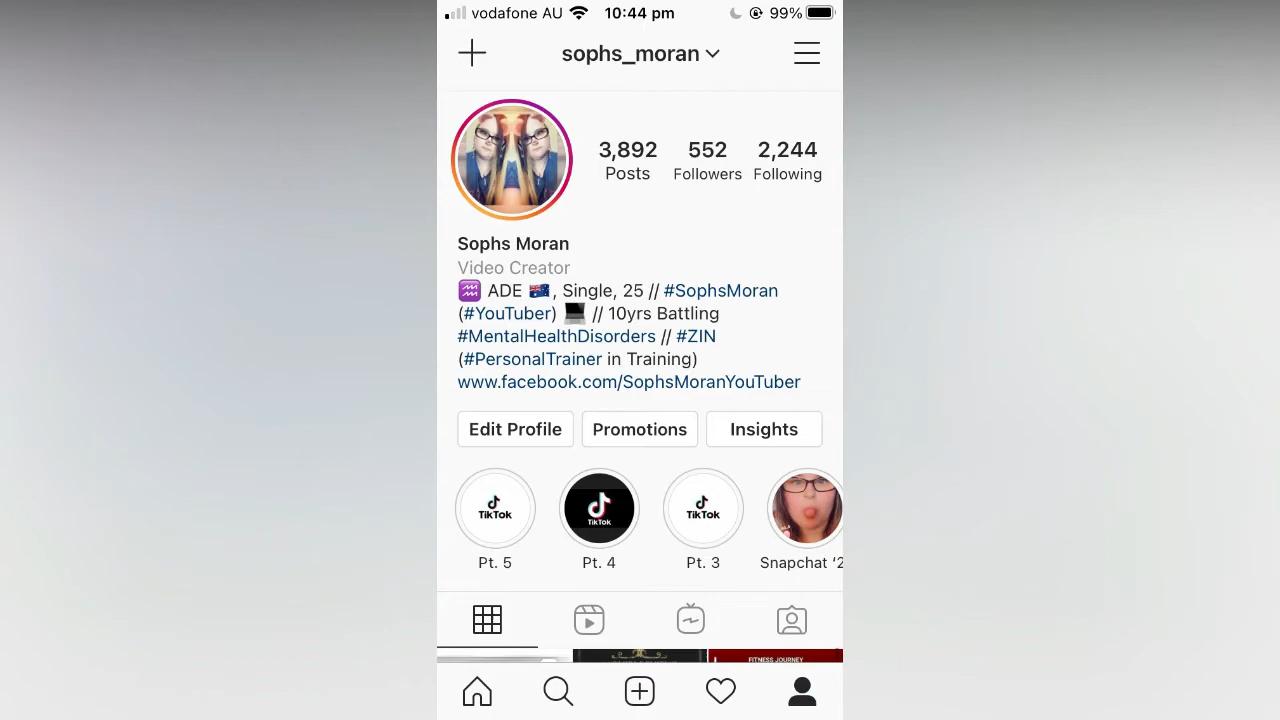 vodafone AU 10:44 pm 99%
sophs_moran
3,892 552 2,244
Posts Followers Following
Sophs Moran
Video Creator
♒ ADE 🇦🇺, Single, 25 // #SophsMoran
(#YouTuber) 💻 // 10yrs Battling
#MentalHealthDisorders // #ZIN
(#PersonalTrainer in Training)
www.facebook.com/SophsMoranYouTuber
Edit Profile Promotions Insights
TikTok TikTok TikTok
Pt. 5 Pt. 4 Pt. 3 Snapchat ‘2
FITNESS JOURNEY